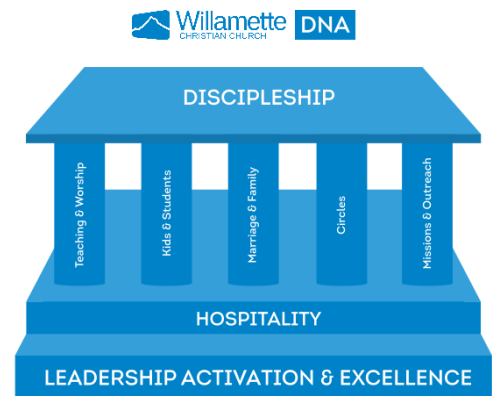 Willamette DNA
CHRISTIAN CHURCH
DISCIPLESHIP
Teaching & Worship
Kids & Students
Marriage & Family
Circles
Missions & Outreach
HOSPITALITY
LEADERSHIP ACTIVATION & EXCELLENCE